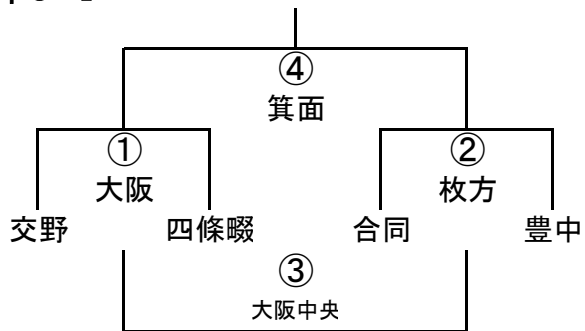 ④
箕面
① ②
大阪 枚方
交野 四條畷 合同 豊中
③
大阪中央